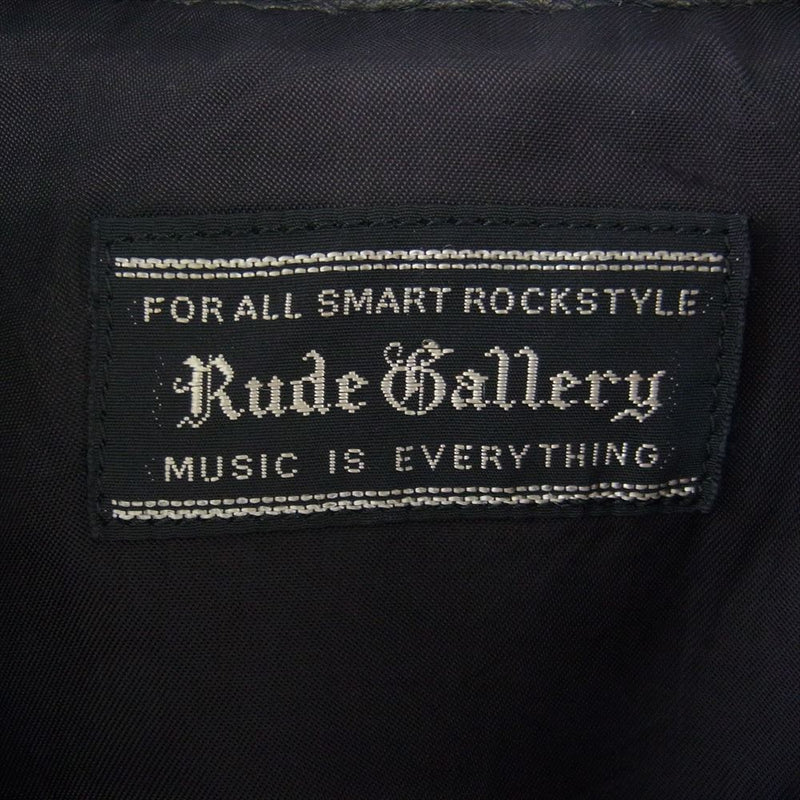 FOR ALL SMART ROCKSTYLE
Rude Gallery
MUSIC IS EVERYTHING